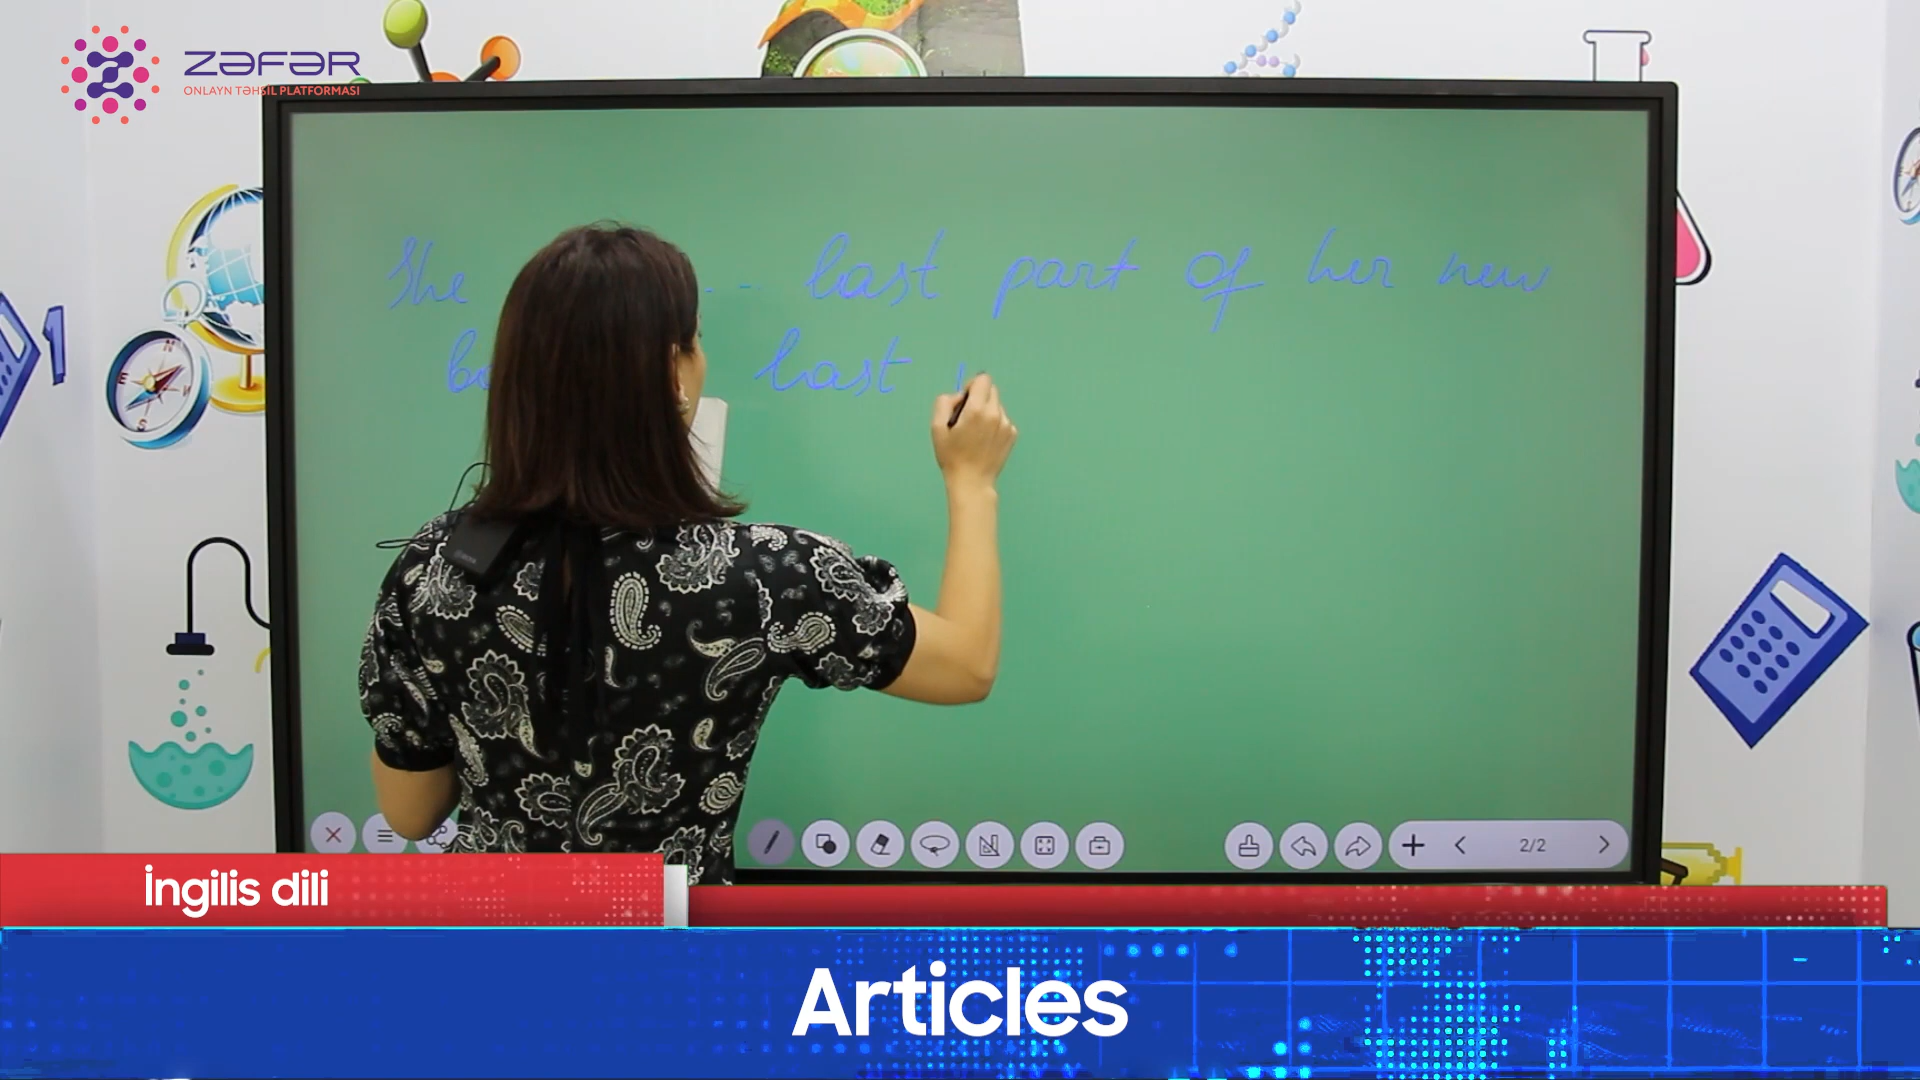 ZəFəR
ONLAYN TƏHSİL PLATFORMASI
She -- last part of her new
last
2/2
İngilis dili
Articles